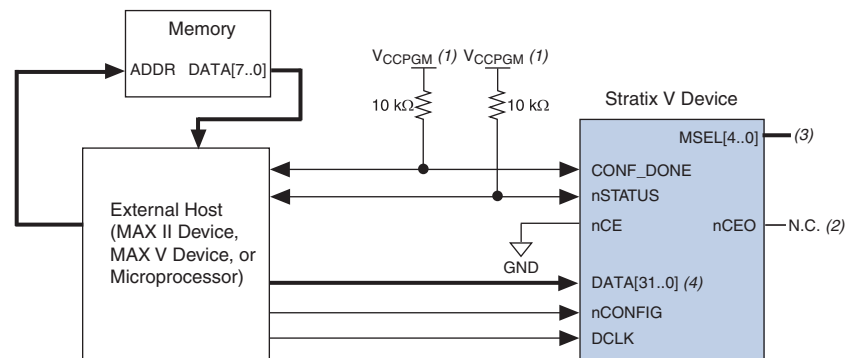 Memory
ADDR DATA[7..0]
VCCPGM (1) VCCPGM (1)
10 kΩ 10 kΩ
Stratix V Device
MSEL[4..0] (3)
CONF_DONE
nSTATUS
nCE nCEO N.C. (2)
GND
External Host
(MAX II Device,
MAX V Device, or
Microprocessor)
DATA[31..0] (4)
nCONFIG
DCLK